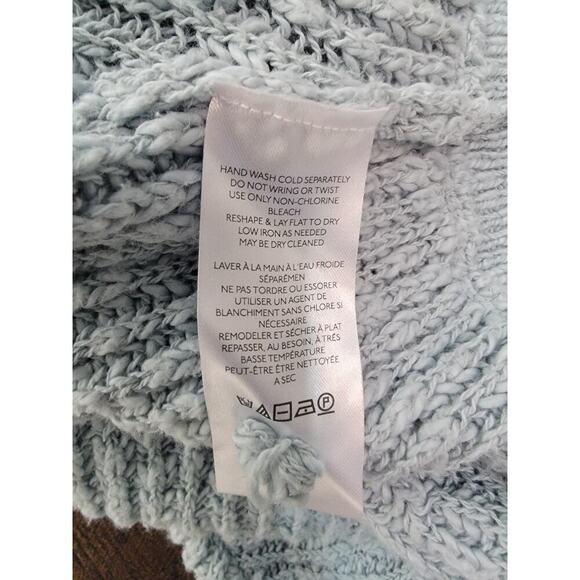 HAND WASH COLD SEPARATELY
DO NOT WRING OR TWIST
USE ONLY NON-CHLORINE
BLEACH
RESHAPE & LAY FLAT TO DRY
LOW IRON AS NEEDED
MAY BE DRY CLEANED
LAVER À LA MAIN À L'EAU FROIDE
SÉPARÉMEN
NE PAS TORDRE OU ESSORER
UTILISER UN AGENT DE
BLANCHIMENT SANS CHLORE SI
NÉCESSAIRE
REMODELER ET SÉCHER À PLAT
REPASSER, AU BESOIN, À TRÈS
BASSE TEMPÉRATURE
PEUT-ÊTRE ÊTRE NETTOYÉE
A SEC
P